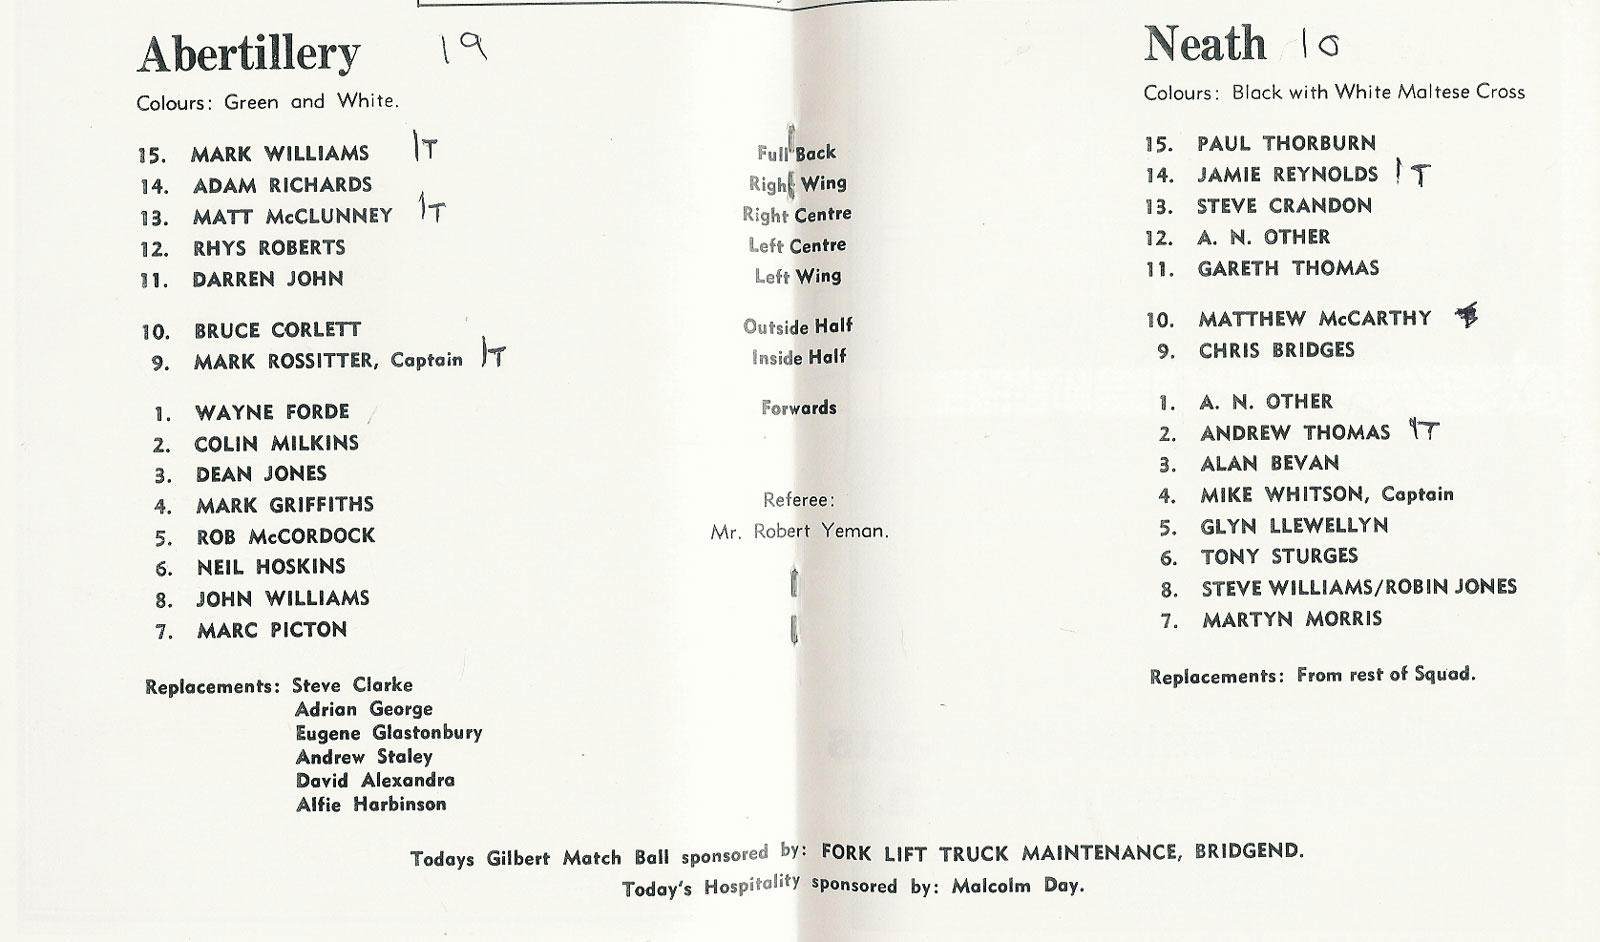 Abertillery 19
Colours: Green and White.
15. MARK WILLIAMS 1T
14. ADAM RICHARDS
13. MATT McCLUNNEY 1T
12. RHYS ROBERTS
11. DARREN JOHN
10. BRUCE CORLETT
9. MARK ROSSITTER, Captain 1T
1. WAYNE FORDE
2. COLIN MILKINS
3. DEAN JONES
4. MARK GRIFFITHS
5. ROB McCORDOCK
6. NEIL HOSKINS
8. JOHN WILLIAMS
7. MARC PICTON
Replacements: Steve Clarke
Adrian George
Eugene Glastonbury
Andrew Staley
David Alexandra
Alfie Harbinson
Full Back
Right Wing
Right Centre
Left Centre
Left Wing
Outside Half
Inside Half
Forwards
Referee:
Mr. Robert Yeman.
Neath 10
Colours: Black with White Maltese Cross
15. PAUL THORBURN
14. JAMIE REYNOLDS 1T
13. STEVE CRANDON
12. A. N. OTHER
11. GARETH THOMAS
10. MATTHEW McCARTHY
9. CHRIS BRIDGES
1. A. N. OTHER
2. ANDREW THOMAS 1T
3. ALAN BEVAN
4. MIKE WHITSON, Captain
5. GLYN LLEWELLYN
6. TONY STURGES
8. STEVE WILLIAMS/ROBIN JONES
7. MARTYN MORRIS
Replacements: From rest of Squad.
Todays Gilbert Match Ball sponsored by: FORK LIFT TRUCK MAINTENANCE, BRIDGEND.
Today's Hospitality sponsored by: Malcolm Day.